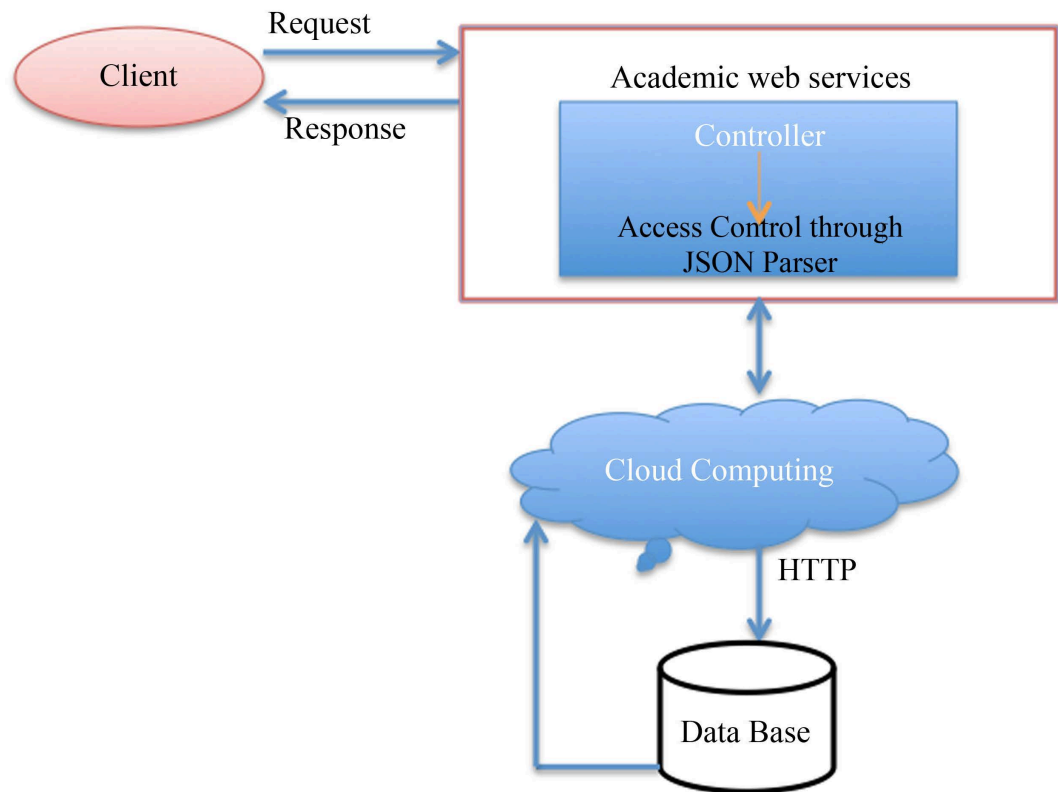 Request
Client
Response
Academic web services
Controller
Access Control through
JSON Parser
Cloud Computing
HTTP
Data Base